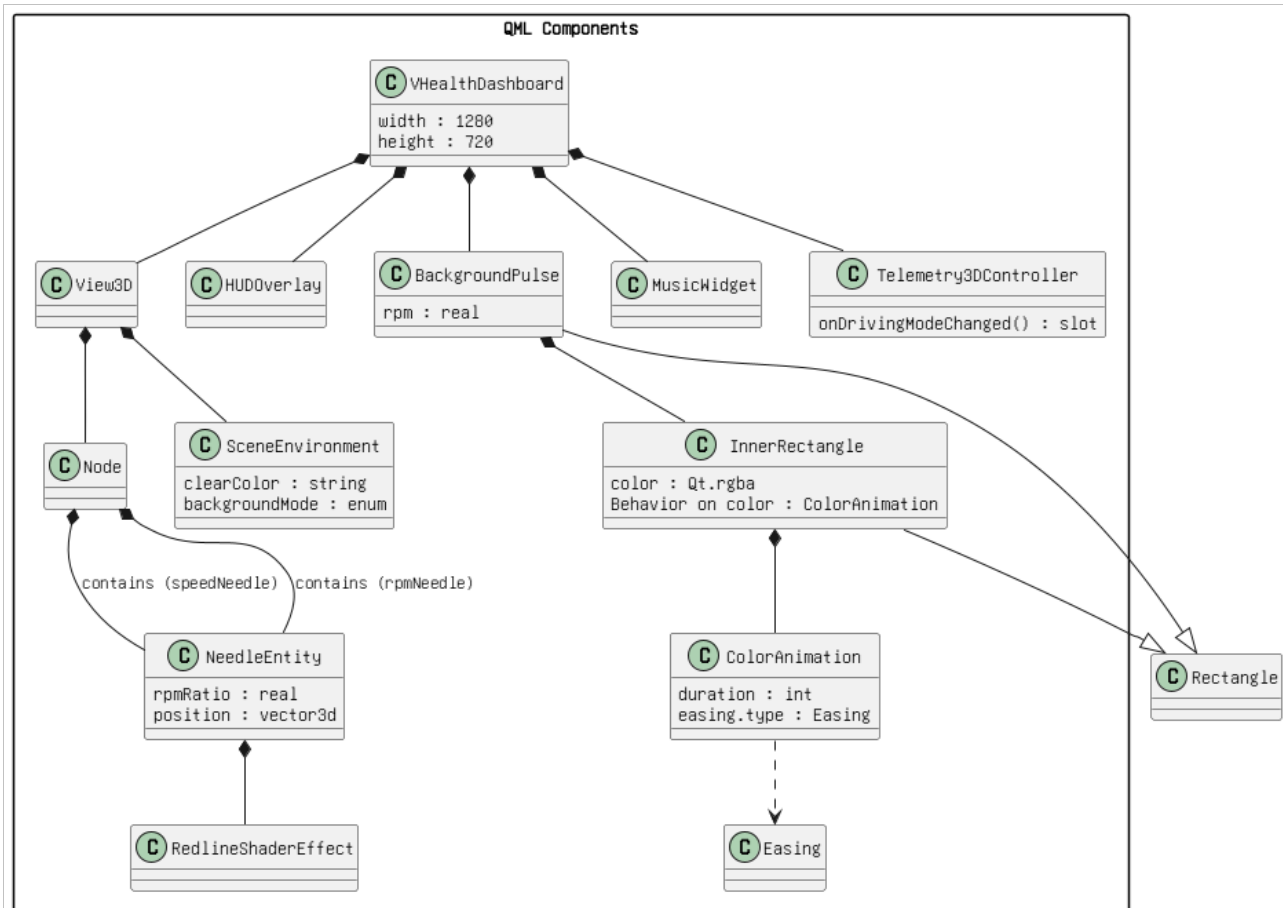 QML Components
C VHealthDashboard
width : 1280
height : 720
C View3D
C HUDOverlay
C BackgroundPulse
rpm : real
C MusicWidget
C Telemetry3DController
onDrivingModeChanged() : slot
C Node
C SceneEnvironment
clearColor : string
backgroundMode : enum
C InnerRectangle
color : Qt.rgba
Behavior on color : ColorAnimation
contains (speedNeedle)
contains (rpmNeedle)
C NeedleEntity
rpmRatio : real
position : vector3d
C ColorAnimation
duration : int
easing.type : Easing
C Rectangle
C RedlineShaderEffect
C Easing